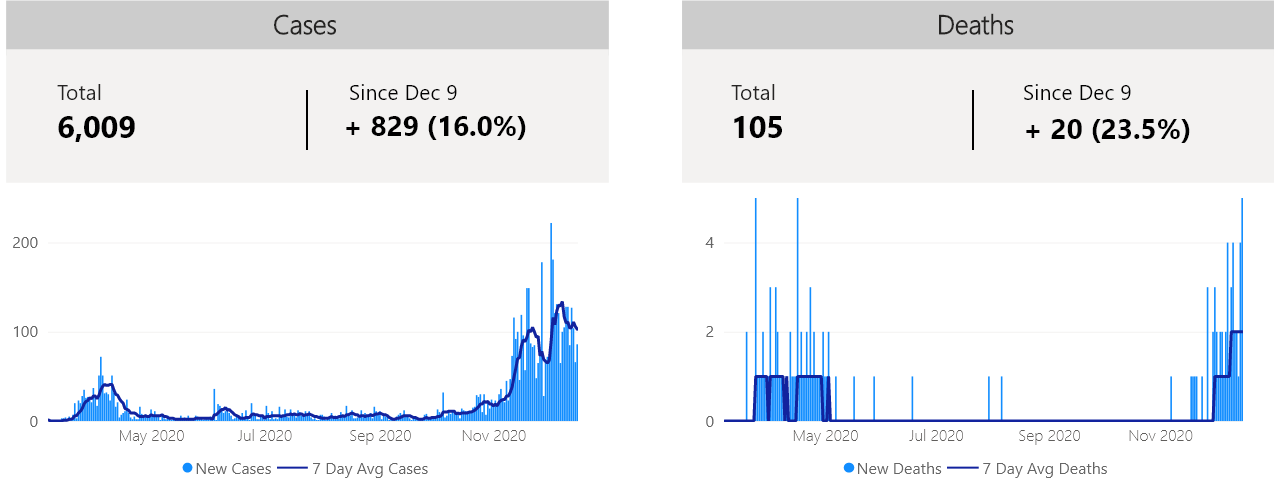 Cases
Total
6,009
Since Dec 9
+ 829 (16.0%)
200
100
0
May 2020 Jul 2020 Sep 2020 Nov 2020
New Cases 7 Day Avg Cases
Deaths
Total
105
Since Dec 9
+ 20 (23.5%)
4
2
0
May 2020 Jul 2020 Sep 2020 Nov 2020
New Deaths 7 Day Avg Deaths